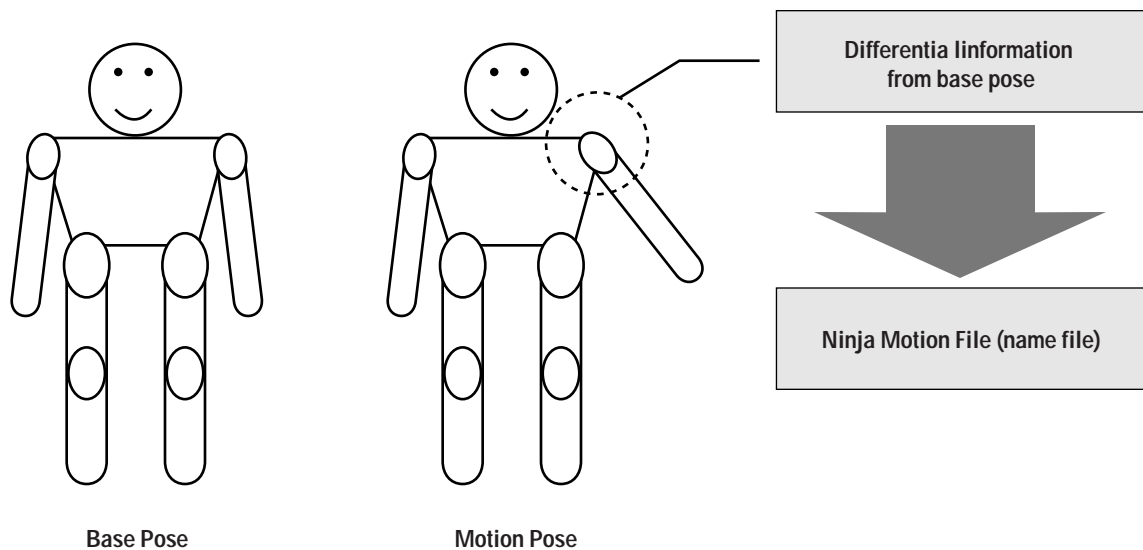 Differentia linformation
from base pose
Ninja Motion File (name file)
Base Pose
Motion Pose